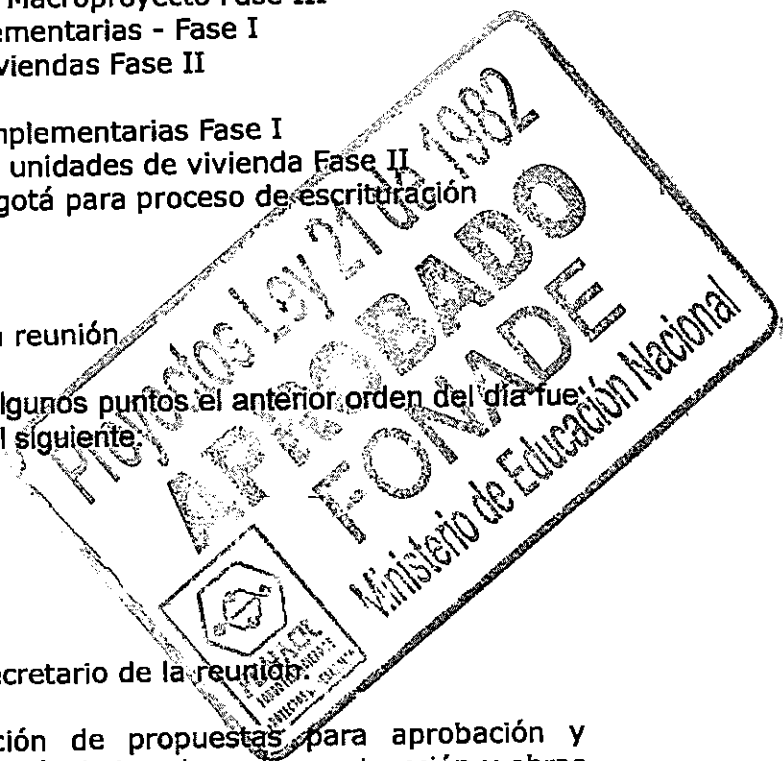 Macroproyecto Fase III
ementarias - Fase I
viendas Fase II
nplementarias Fase I
unidades de vivienda Fase II
gotá para proceso de escrituración
reunión
lgunos puntos el anterior orden del día fue
l siguiente:
Proyectos Ley 21 de 1982
APROBADO
FONADE
Ministerio de Educación Nacional
FONADE
ecretario de la reunión.
ción de propuestas para aprobación y